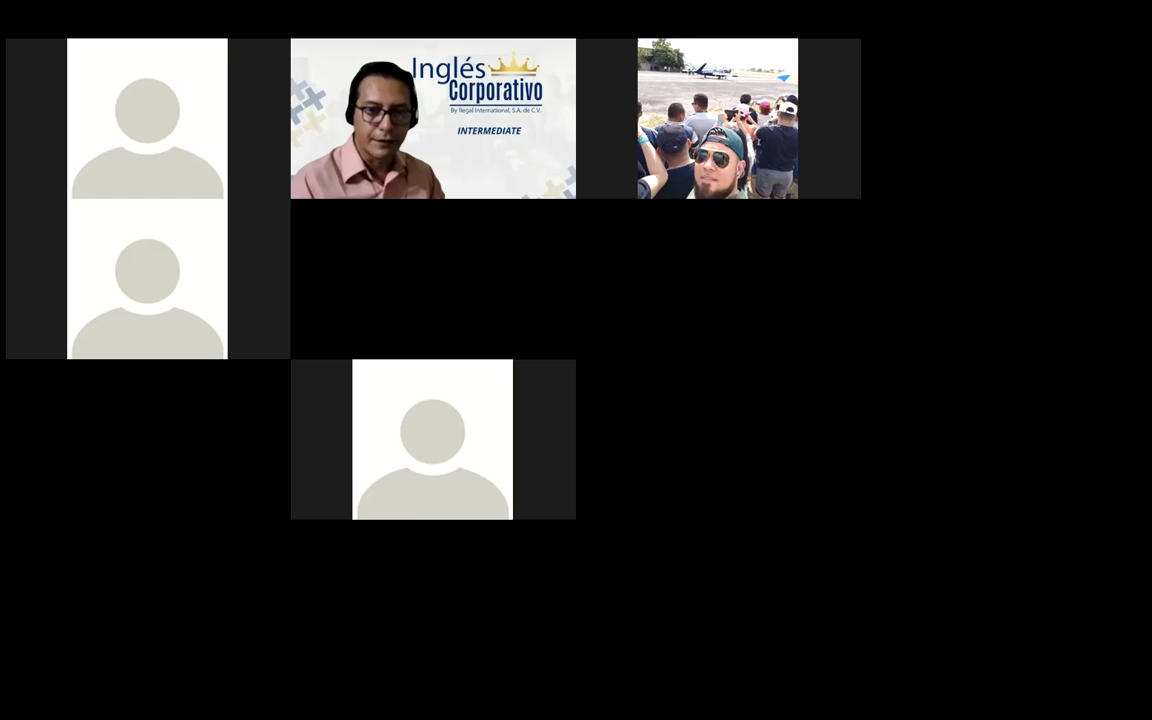 Inglés
Corporativo
By Ilegal International, S.A. de C.V.
INTERMEDIATE